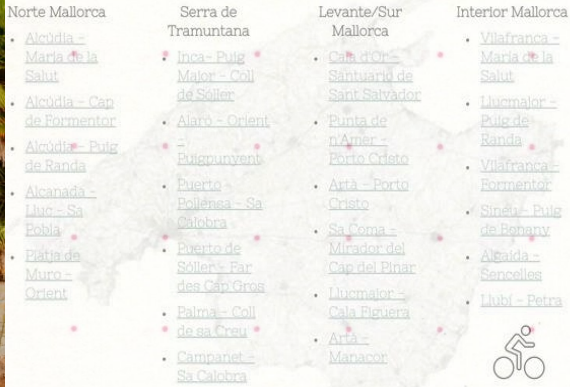 Norte Mallorca
Alcúdia -
Maria de la
Salut
Alcúdia - Cap
de Formentor
Alcúdia - Puig
de Randa
Alcanada -
Lluc - Sa
Pobla
Platja de
Muro -
Orient
Serra de
Tramuntana
Inca- Puig
Major - Coll
de Sóller
Alaró - Orient
-
Puigpunyent
Puerto
Pollensa - Sa
Calobra
Puerto de
Sóller - Far
des Cap Gros
Palma - Coll
de sa Creu
Campanet -
Sa Calobra
Levante/Sur
Mallorca
Cala d'Or -
Santuario de
Sant Salvador
Punta de
n'Amer -
Porto Cristo
Artà - Porto
Cristo
Sa Coma -
Mirador del
Cap del Pinar
Llucmajor -
Cala Figuera
Artà -
Manacor
Interior Mallorca
Vilafranca -
Maria de la
Salut
Llucmajor -
Puig de
Randa
Vilafranca -
Formentor
Sineu - Puig
de Bonany
Algaida -
Sencelles
Llubí - Petra